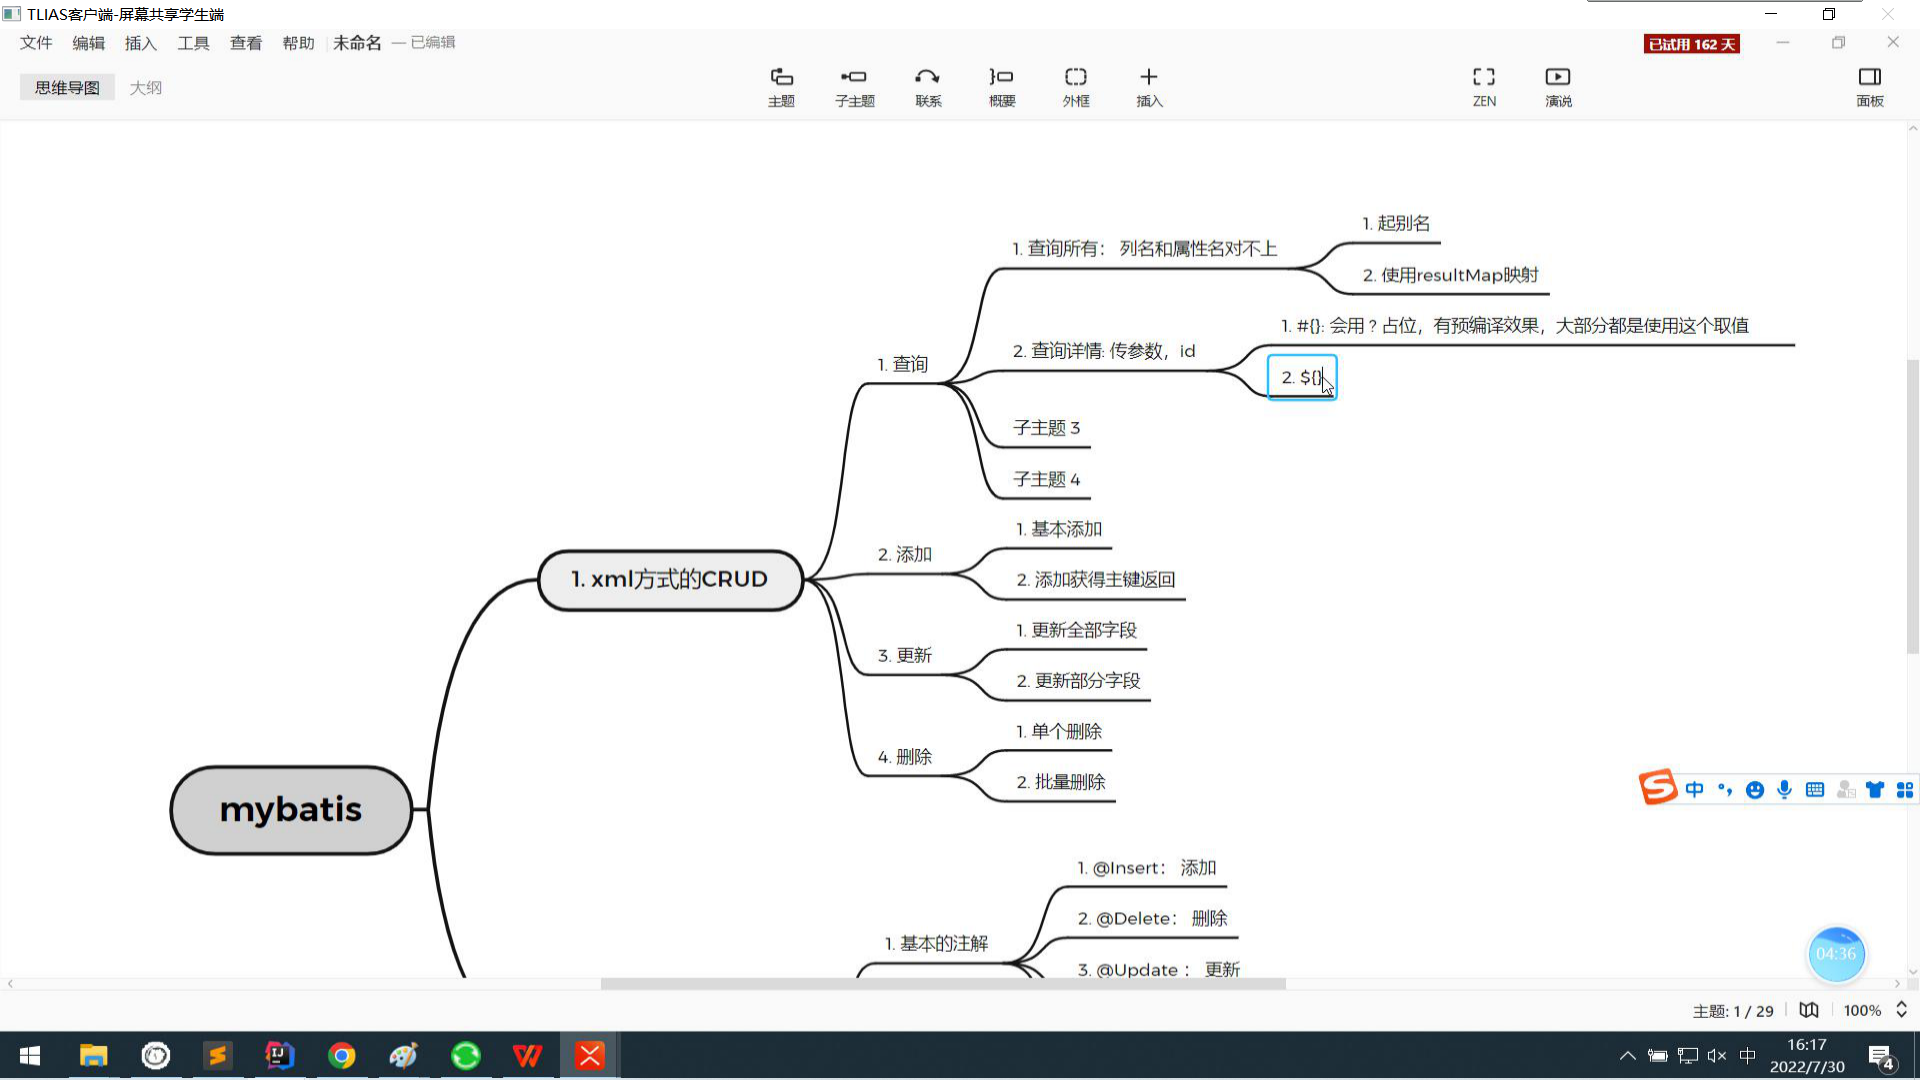 TLIAS客户端-屏幕共享学生端
文件 编辑 插入 工具 查看 帮助 未命名 — 已编辑
已试用 162 天
思维导图 大纲
主题 子主题 联系 概要 外框 插入 ZEN 演说 面板
1. 起别名
1. 查询所有： 列名和属性名对不上
2. 使用resultMap映射
1. #{}: 会用 ? 占位，有预编译效果，大部分都是使用这个取值
2. 查询详情: 传参数，id
1. 查询
2. ${}
子主题 3
子主题 4
1. 基本添加
2. 添加
2. 添加获得主键返回
1. xml方式的CRUD
1. 更新全部字段
3. 更新
2. 更新部分字段
1. 单个删除
4. 删除
2. 批量删除
中
mybatis
1. @Insert： 添加
2. @Delete： 删除
1. 基本的注解
3. @Update ： 更新
04:36
主题: 1 / 29 100%
中
16:17
2022/7/30
4